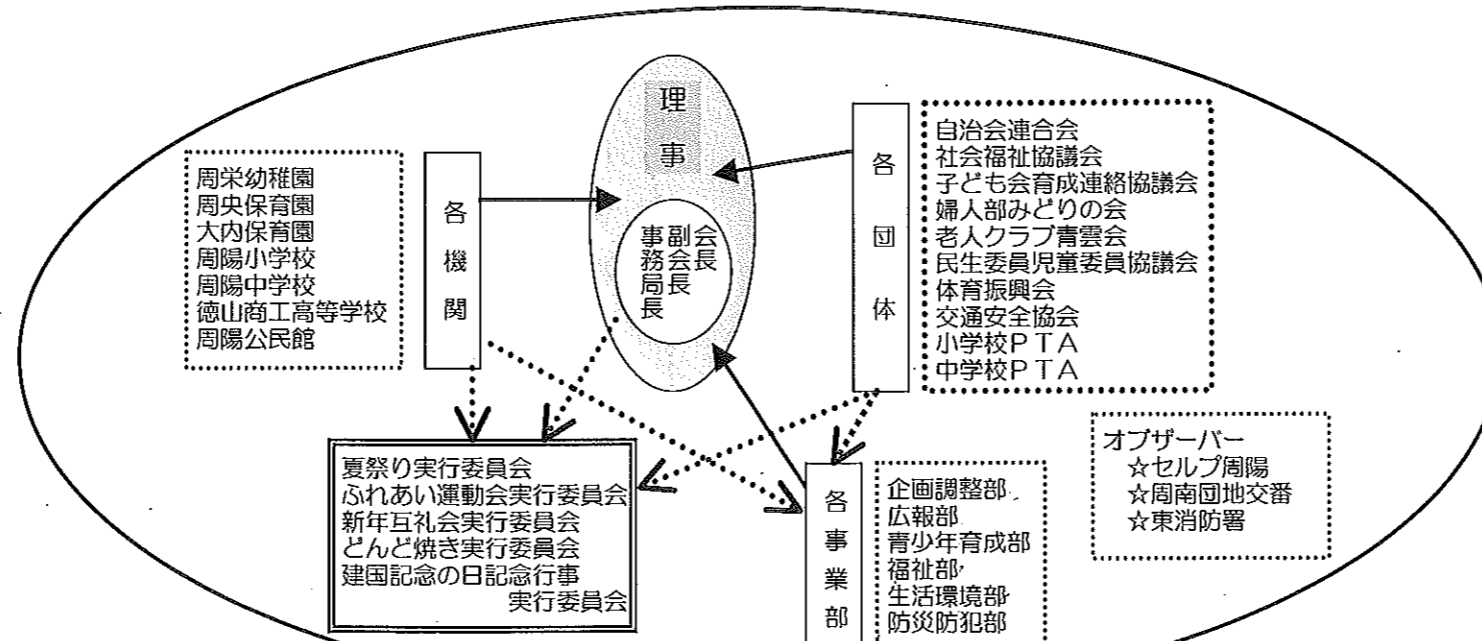 理事
会長
副会長
事務局長
各機関
周栄幼稚園
周央保育園
大内保育園
周陽小学校
周陽中学校
徳山商工高等学校
周陽公民館
各団体
自治会連合会
社会福祉協議会
子ども会育成連絡協議会
婦人部みどりの会
老人クラブ青雲会
民生委員児童委員協議会
体育振興会
交通安全協会
小学校PTA
中学校PTA
夏祭り実行委員会
ふれあい運動会実行委員会
新年互礼会実行委員会
どんど焼き実行委員会
建国記念の日記念行事
実行委員会
各事業部
企画調整部
広報部
青少年育成部
福祉部
生活環境部
防災防犯部
オブザーバー
☆セルプ周陽
☆周南団地交番
☆東消防署